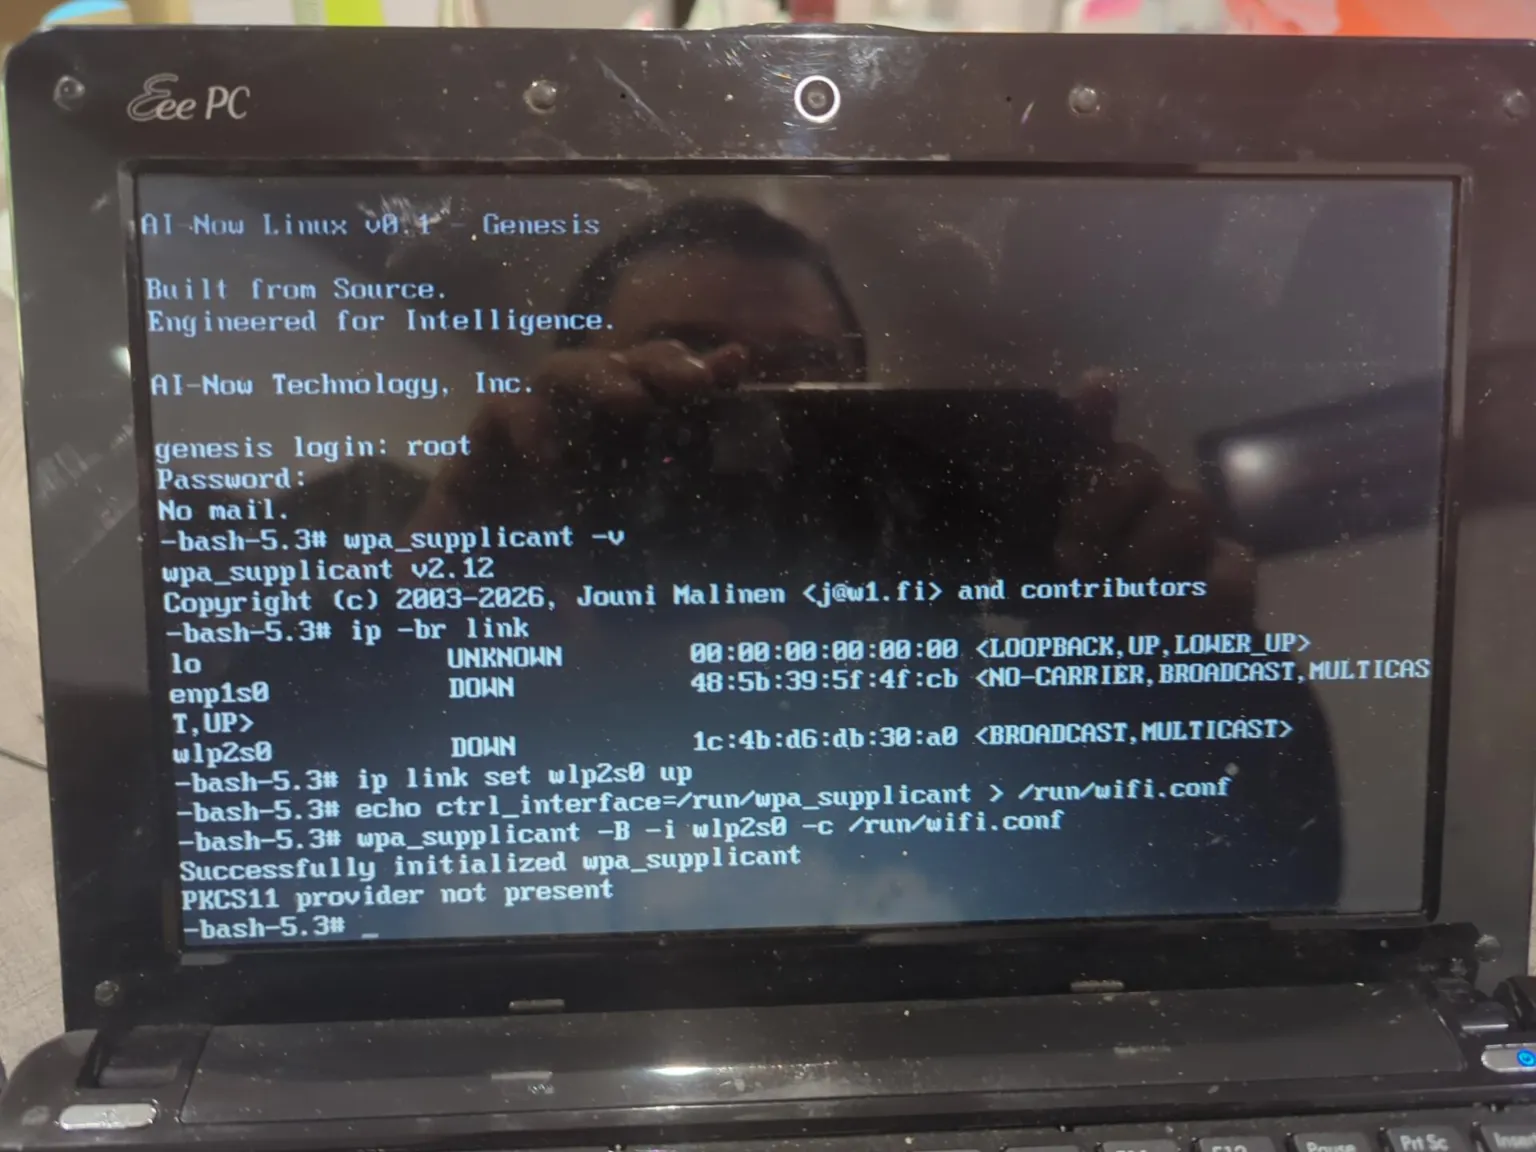 Eee PC
AI-Now Linux v0.1 - Genesis
Built from Source.
Engineered for Intelligence.
AI-Now Technology, Inc.
genesis login: root
Password:
No mail.
-bash-5.3# wpa_supplicant -v
wpa_supplicant v2.12
Copyright (c) 2003-2026, Jouni Malinen <j@w1.fi> and contributors
-bash-5.3# ip -br link
lo UNKNOWN 00:00:00:00:00:00 <LOOPBACK,UP,LOWER_UP>
enp1s0 DOWN 48:5b:39:5f:4f:cb <NO-CARRIER,BROADCAST,MULTICAS
T,UP>
wlp2s0 DOWN 1c:4b:d6:db:30:a0 <BROADCAST,MULTICAST>
-bash-5.3# ip link set wlp2s0 up
-bash-5.3# echo ctrl_interface=/run/wpa_supplicant > /run/wifi.conf
-bash-5.3# wpa_supplicant -B -i wlp2s0 -c /run/wifi.conf
Successfully initialized wpa_supplicant
PKCS11 provider not present
-bash-5.3# _
Pause
Prt Sc